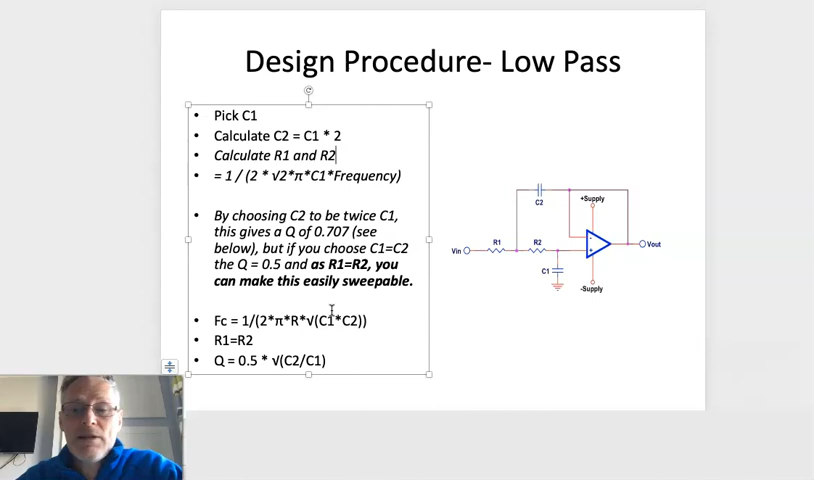 Design Procedure- Low Pass
• Pick C1
• Calculate C2 = C1 * 2
• Calculate R1 and R2
• = 1 / (2 * √2*π*C1*Frequency)
• By choosing C2 to be twice C1,
this gives a Q of 0.707 (see
below), but if you choose C1=C2
the Q = 0.5 and as R1=R2, you
can make this easily sweepable.
• Fc = 1/(2*π*R*√(C1*C2))
• R1=R2
• Q = 0.5 * √(C2/C1)
C2
+Supply
Vin
R1
R2
-
+
Vout
C1
-Supply